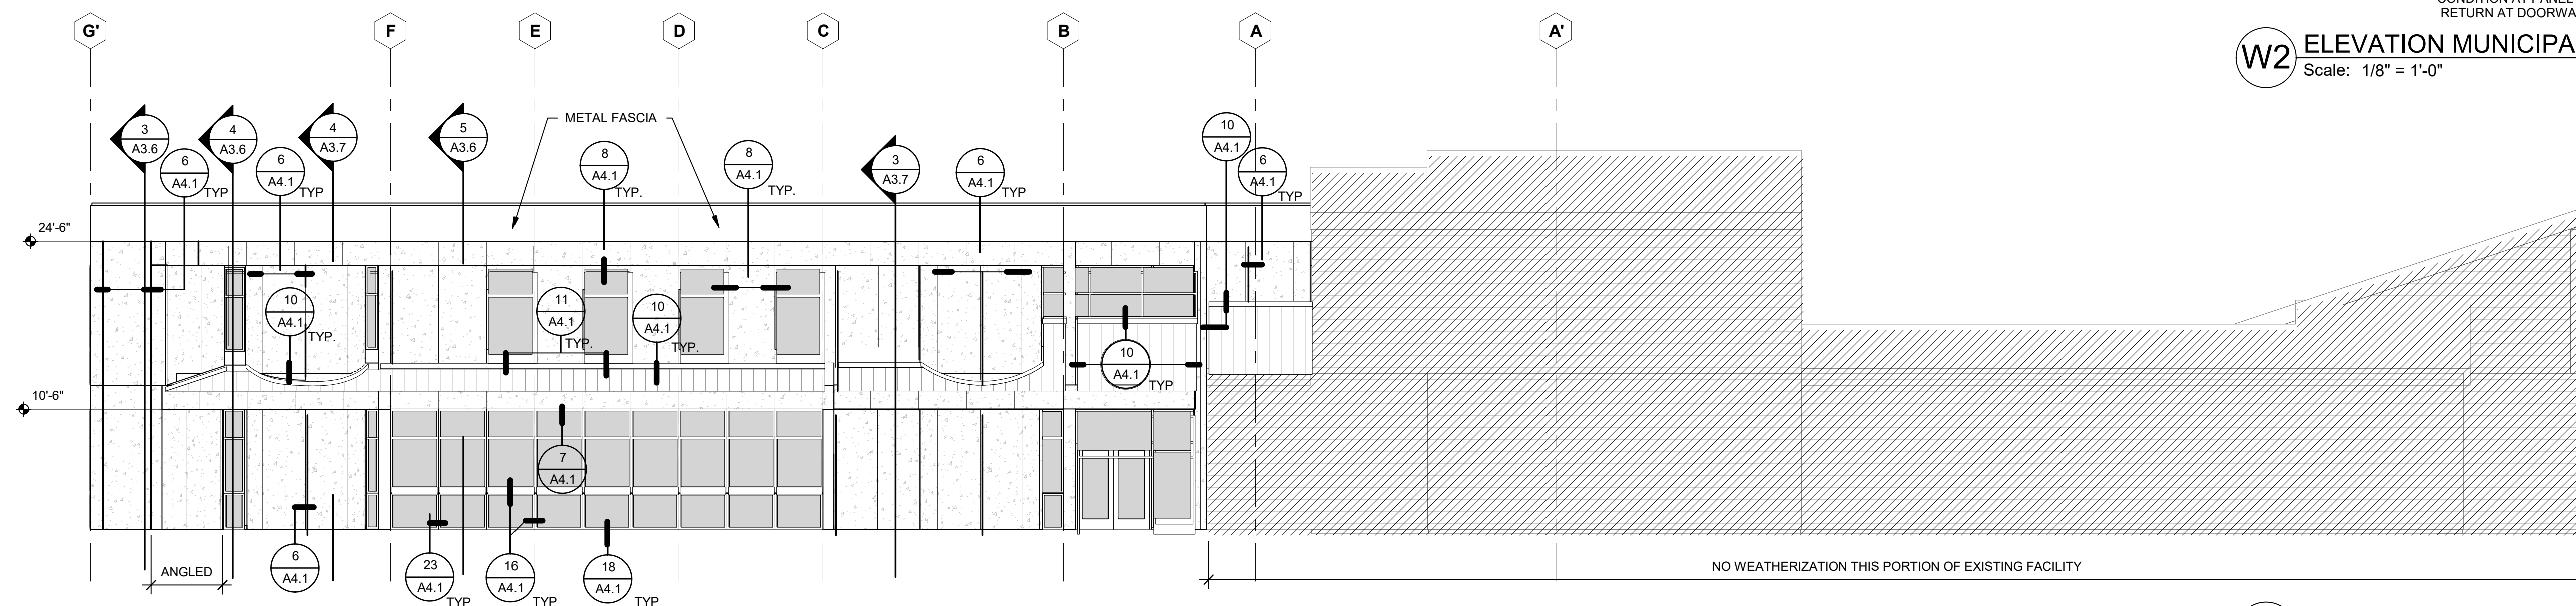 CONDITION AT PANEL
RETURN AT DOORWA
W2 ELEVATION MUNICIPA
Scale: 1/8" = 1'-0"
G' F E D C B A A'
METAL FASCIA
3
A3.6
6
A4.1 TYP
4
A3.6
6
A4.1 TYP
4
A3.7
5
A3.6
8
A4.1 TYP.
8
A4.1 TYP.
3
A3.7
6
A4.1 TYP
10
A4.1
6
A4.1 TYP
24'-6"
10
A4.1 TYP.
11
A4.1 TYP.
10
A4.1 TYP.
10
A4.1 TYP
10'-6"
7
A4.1
ANGLED
6
A4.1
23
A4.1 TYP
16
A4.1 TYP
18
A4.1 TYP
NO WEATHERIZATION THIS PORTION OF EXISTING FACILITY